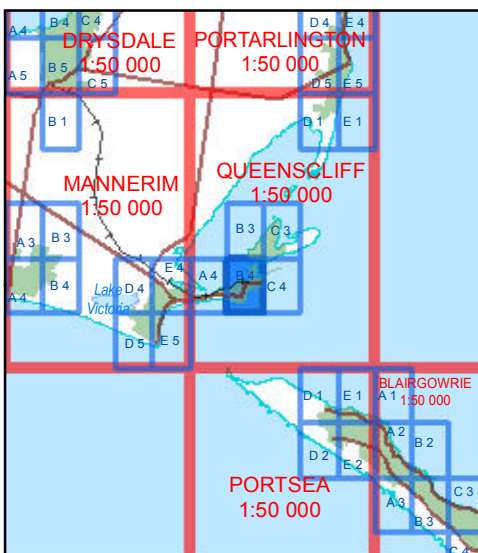 B 4
D 4
E 4
A 4
DRYSDALE
PORTARLINGTON
1:50 000
1:50 000
A 5
B 5
C 5
D 5
E 5
B 1
D 1
E 1
MANNERIM
QUEENSCLIFF
1:50 000
1:50 000
A 3
B 3
B 3
C 3
E 4
A 4
B 4
C 4
A 4
B 4
Lake
Victoria
D 4
D 5
E 5
D 1
E 1
A 1
BLAIRGOWRIE
1:50 000
A 2
B 2
D 2
E 2
PORTSEA
1:50 000
A 3
B 3
C 3
C 4